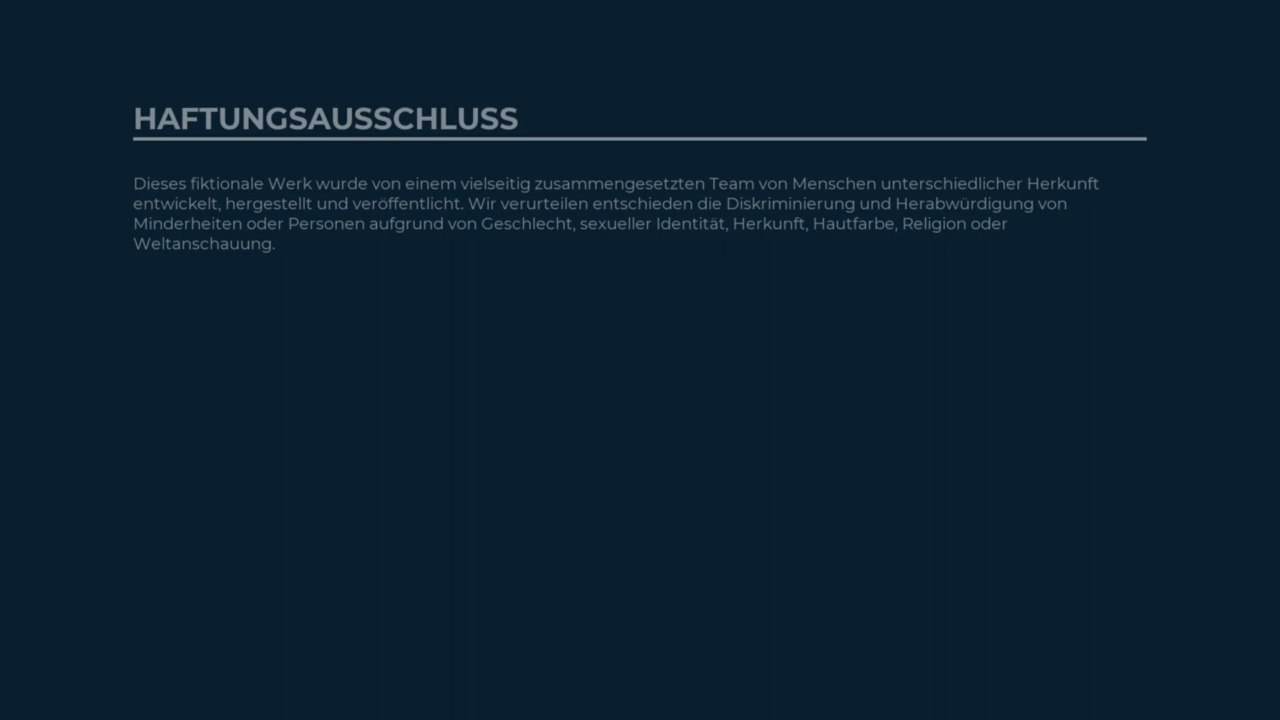 HAFTUNGSAUSSCHLUSS
Dieses fiktionale Werk wurde von einem vielseitig zusammengesetzten Team von Menschen unterschiedlicher Herkunft
entwickelt, hergestellt und veröffentlicht. Wir verurteilen entschieden die Diskriminierung und Herabwürdigung von
Minderheiten oder Personen aufgrund von Geschlecht, sexueller Identität, Herkunft, Hautfarbe, Religion oder
Weltanschauung.